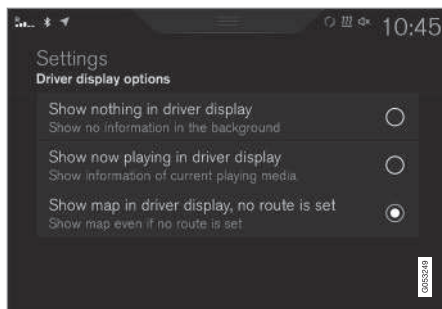 10:45
Settings
Driver display options
Show nothing in driver display
Show no information in the background
Show now playing in driver display
Show information of current playing media.
Show map in driver display, no route is set
Show map even if no route is set
G053249